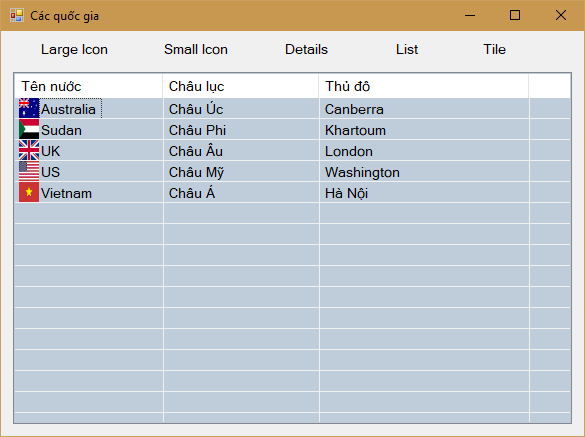 Các quốc gia
Large Icon Small Icon Details List Tile
Tên nước Châu lục Thủ đô
Australia Châu Úc Canberra
Sudan Châu Phi Khartoum
UK Châu Âu London
US Châu Mỹ Washington
Vietnam Châu Á Hà Nội